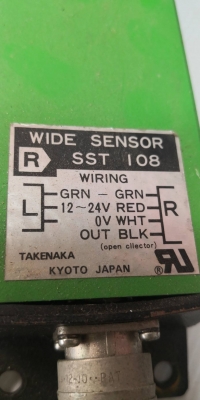 WIDE SENSOR
R SST 108
WIRING
GRN - GRN
12~24V RED
L 0V WHT R
OUT BLK
(open cllector)
TAKENAKA
KYOTO JAPAN ®